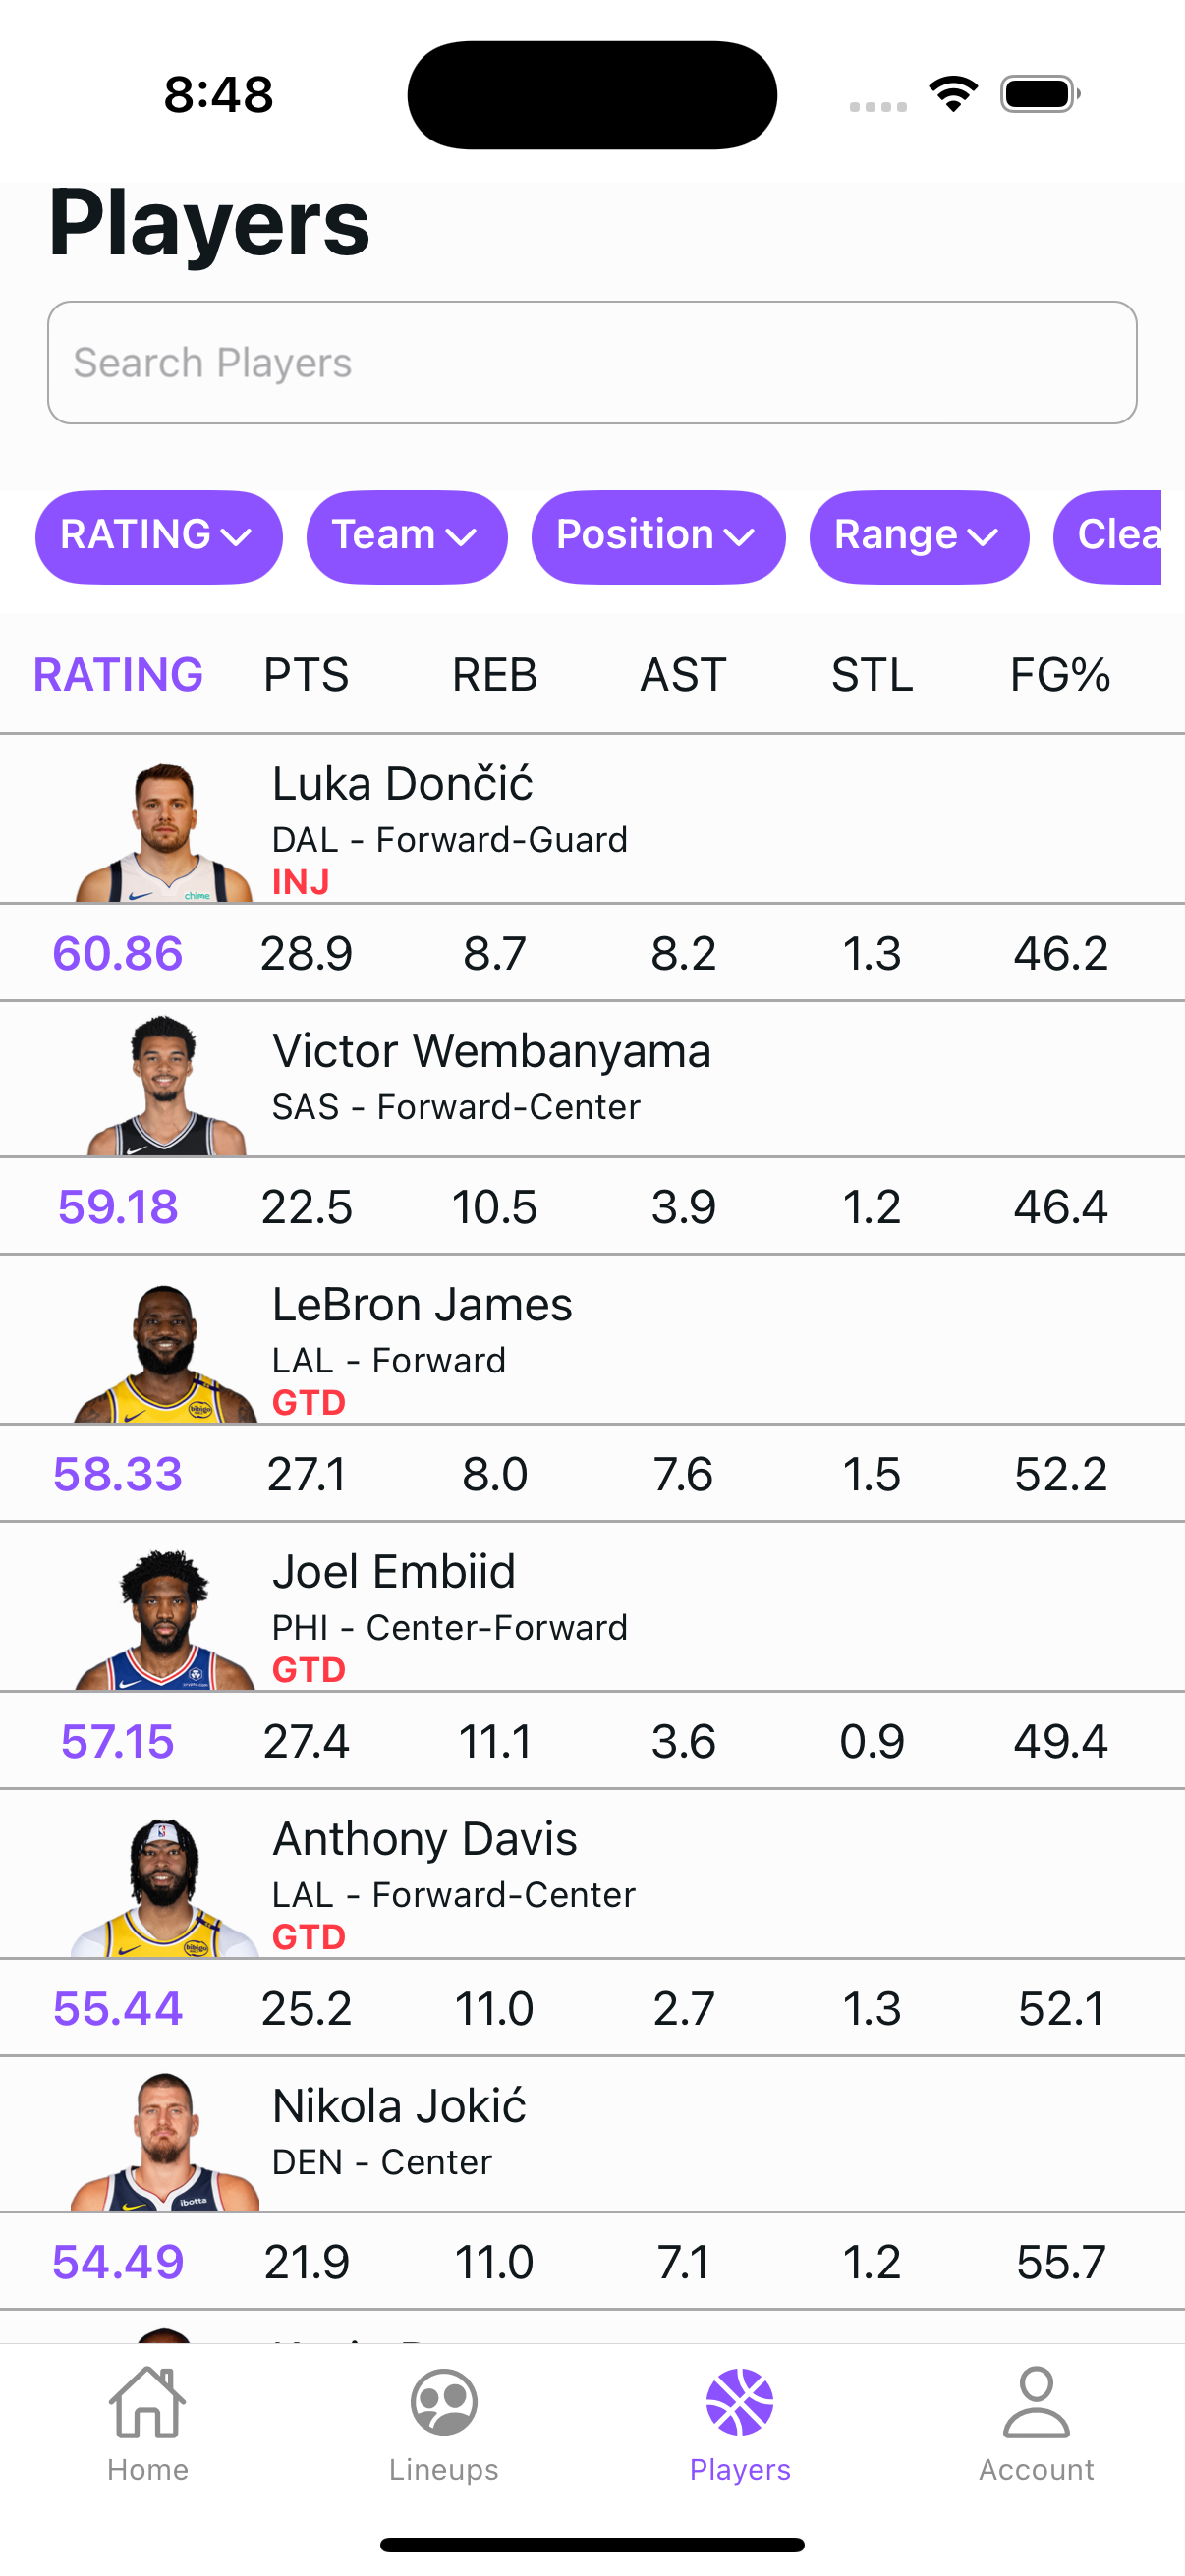 8:48
Players
Search Players
RATING Team Position Range Clea
RATING PTS REB AST STL FG%
Luka Dončić
DAL - Forward-Guard
INJ
chime
60.86 28.9 8.7 8.2 1.3 46.2
Victor Wembanyama
SAS - Forward-Center
59.18 22.5 10.5 3.9 1.2 46.4
LeBron James
LAL - Forward
GTD
bibigo
58.33 27.1 8.0 7.6 1.5 52.2
Joel Embiid
PHI - Center-Forward
GTD
57.15 27.4 11.1 3.6 0.9 49.4
Anthony Davis
LAL - Forward-Center
GTD
bibigo
55.44 25.2 11.0 2.7 1.3 52.1
Nikola Jokić
DEN - Center
ibotta
54.49 21.9 11.0 7.1 1.2 55.7
Home Lineups Players Account